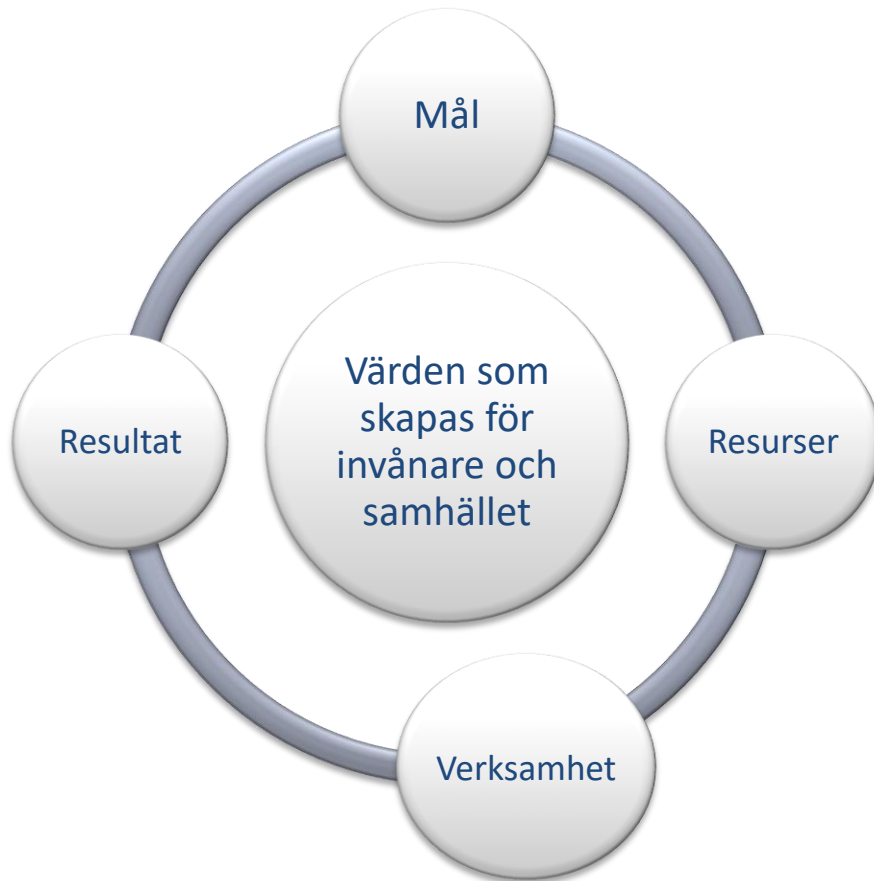 Mål
Värden som
skapas för
invånare och
samhället
Resultat
Resurser
Verksamhet